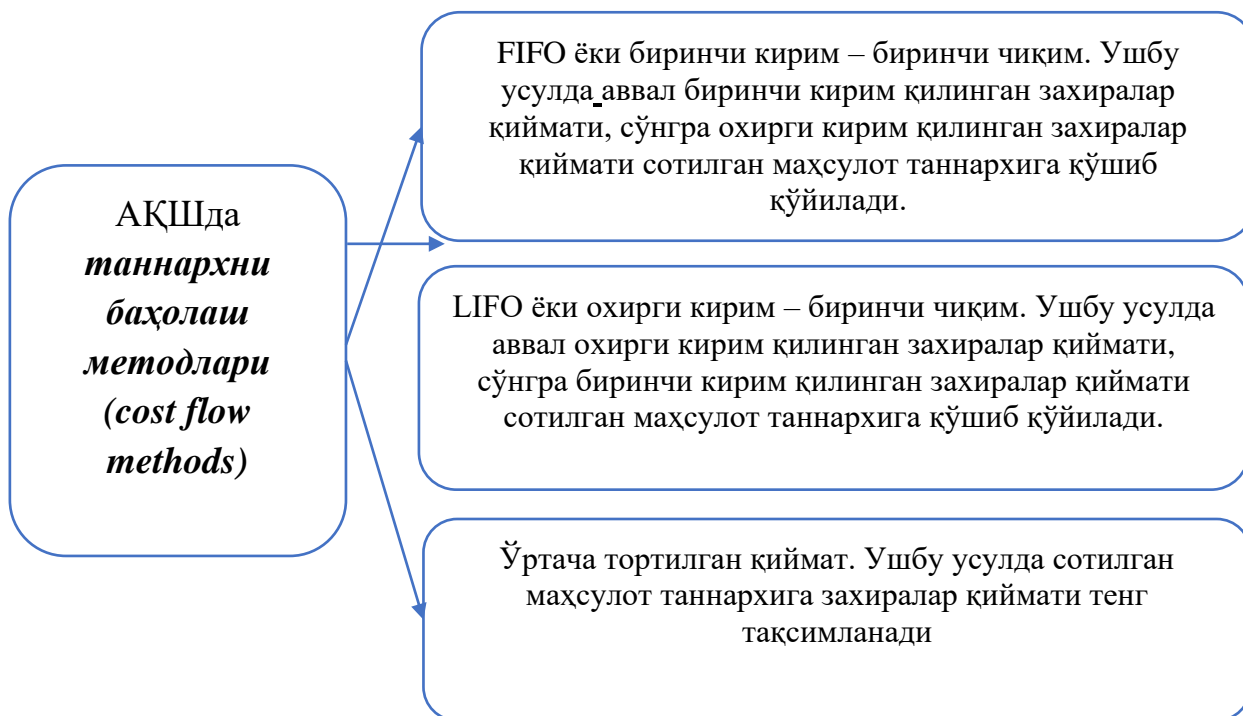 АҚШда
таннархни
баҳолаш
методлари
(cost flow
methods)
FIFO ёки биринчи кирим – биринчи чиқим. Ушбу
усулда аввал биринчи кирим қилинган захиралар
қиймати, сўнгра охирги кирим қилинган захиралар
қиймати сотилган маҳсулот таннархига қўшиб
қўйилади.
LIFO ёки охирги кирим – биринчи чиқим. Ушбу усулда
аввал охирги кирим қилинган захиралар қиймати,
сўнгра биринчи кирим қилинган захиралар қиймати
сотилган маҳсулот таннархига қўшиб қўйилади.
Ўртача тортилган қиймат. Ушбу усулда сотилган
маҳсулот таннархига захиралар қиймати тенг
тақсимланади